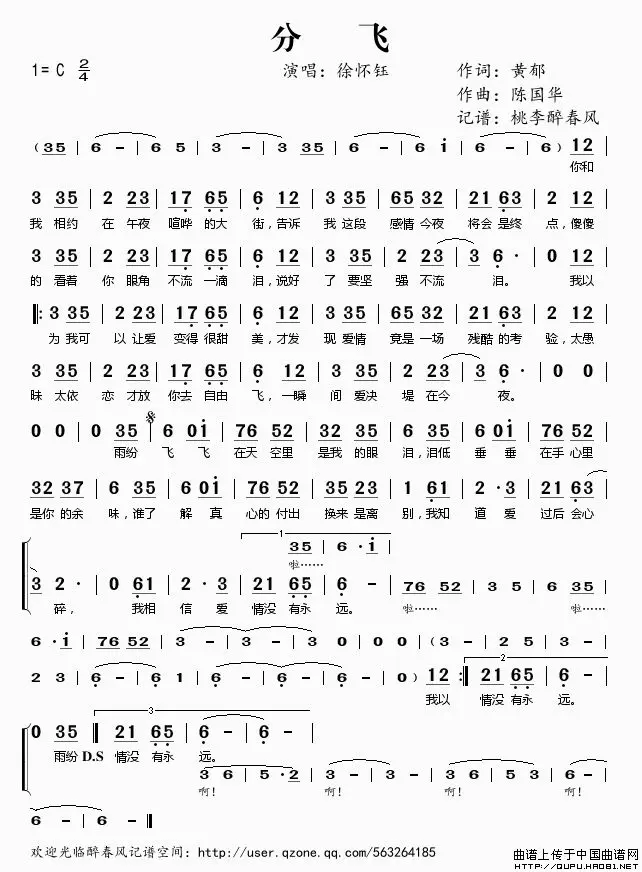 分 飞
1= C 2/4 演唱：徐怀钰 作词：黄郁
作曲：陈国华
记谱：桃李醉春风
( 35 | 6 - | 6 5 | 3 - | 3 35 | 6 - | 6 i | 6 - | 6 - ) 12 |
你和
3 35 | 2 23 | 17 65 | 6 12 | 3 35 | 65 32 | 21 63 | 2 12 |
我 相约 在 午夜 喧哗 的大 街,告诉 我 这段 感情 今夜 将会 是终 点,傻傻
3 35 | 2 23 | 17 65 | 6 12 | 3 35 | 2 23 | 3 6 · | 0 12 |
的 看着 你 眼角 不流 一滴 泪,说好 了 要坚 强 不流 泪。 我以
‖: 3 35 | 2 23 | 17 65 | 6 12 | 3 35 | 65 32 | 21 63 | 2 12 |
为 我可 以 让爱 变得 很甜 美,才发 现 爱情 竟是 一场 残酷 的考 验,太愚
3 35 | 2 23 | 17 65 | 6 12 | 3 35 | 2 23 | 3 6 · | 0 0 |
昧 太依 恋 才放 你去 自由 飞,一瞬 间 爱决 堤 在今 夜。
0 0 | 0 35 | 6 0i | 76 52 | 3 35 | 6 35 | 6 0i | 76 52 |
雨纷 飞 飞 在天 空里 是我 的眼 泪,泪低 垂 垂 在手 心里
32 37 | 6 35 | 6 0i | 76 52 | 3 23 | 1 61 | 2 · 3 | 21 63 |
是你 的余 味,谁了 解 真 心的 付出 换来 是离 别,我知 道 爱 过后 会心
1
35 | 6 · i |
啦……
3 2 · | 0 61 | 2 · 3 | 21 65 | 6 - | 76 52 | 3 5 | 6 35 |
碎, 我相 信 爱 情没 有永 远。 啦…… 啦……
6 · i | 76 52 | 3 - | 3 - | 3 0 | 0 0 | (3 - | 2 5 | 3 - |
2
2 3 | 6 - | 6 1 | 6 - | 6 - | 6 - | 6 0) | 12 :‖ 21 65 | 6 - |
我以 情没 有永 远。
3
0 35 ‖ 21 65 | 6 - | 6 - |
雨纷 D.S 情没 有永 远。
3 6 | 5 · 2 | 3 - | 3 - | 3 6 | 5 3 | 6 - |
啊! 啊! 啊!
6 - | 6 - ‖
欢迎光临醉春风记谱空间：http://user.qzone.qq.com/563264185
曲谱上传于中国曲谱网
http://QUPU.HAO81.NET